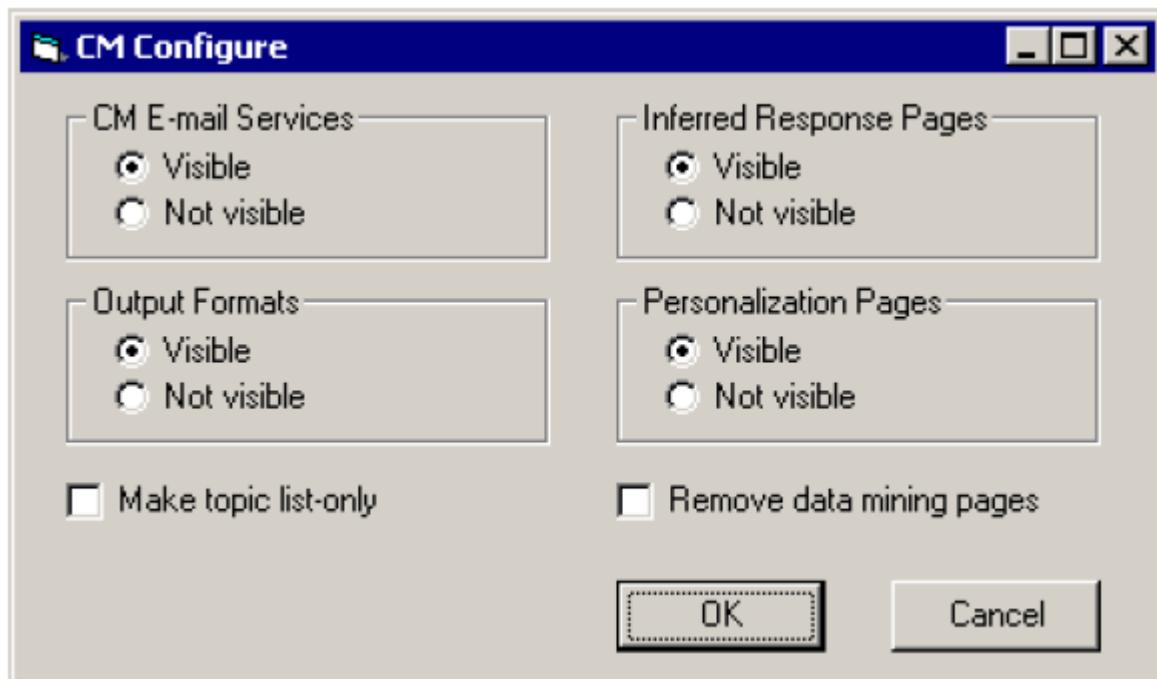 CM Configure
CM E-mail Services
Visible
Not visible
Inferred Response Pages
Visible
Not visible
Output Formats
Visible
Not visible
Personalization Pages
Visible
Not visible
Make topic list-only
Remove data mining pages
OK
Cancel